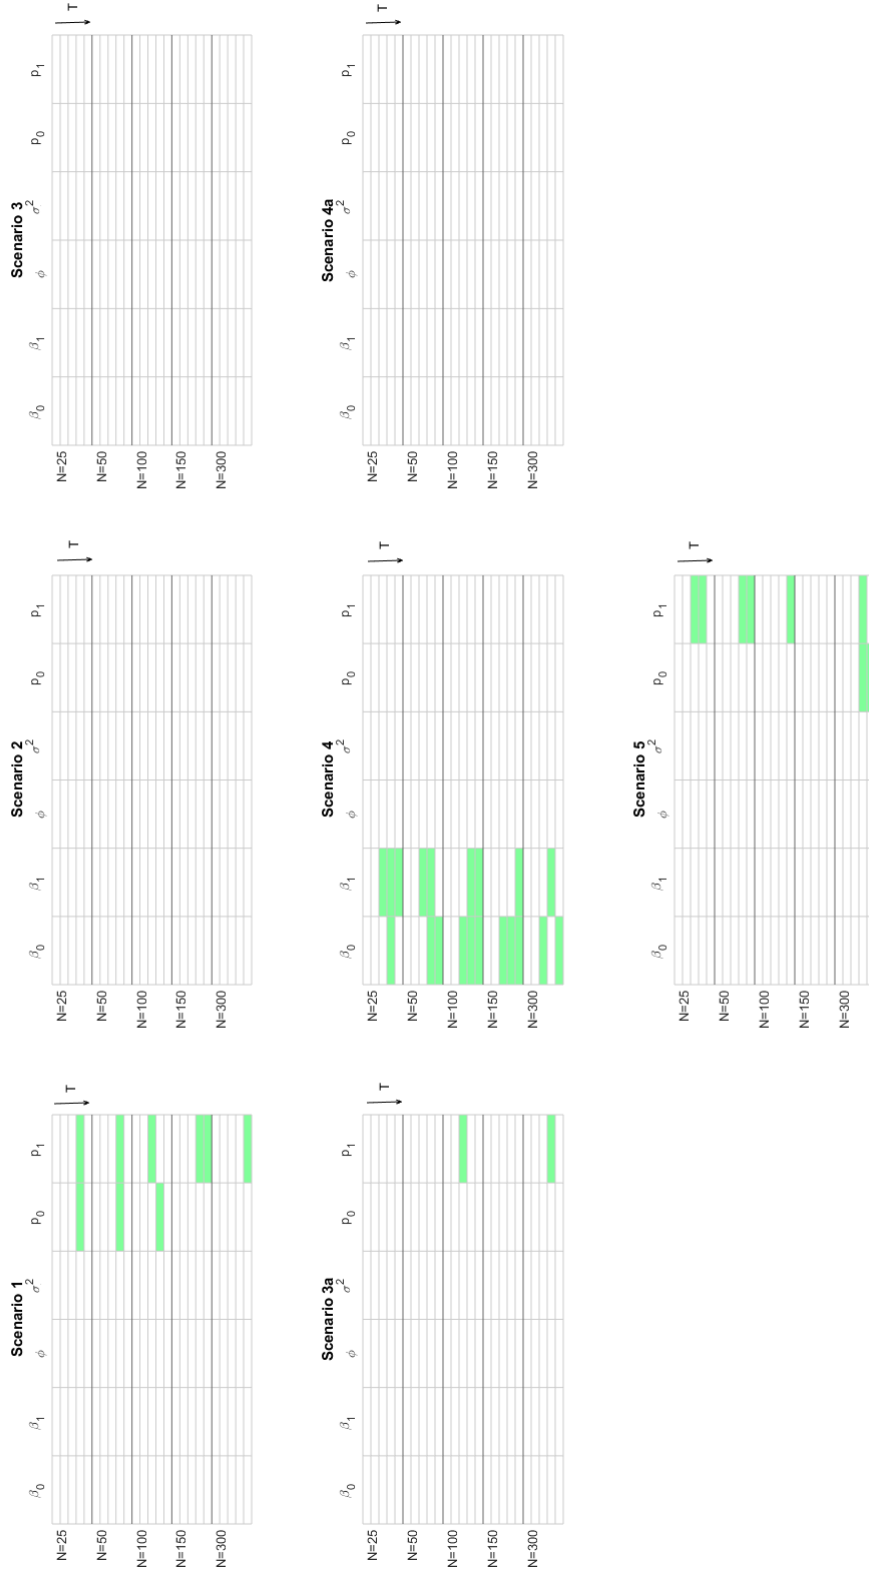 Scenario 1
β0 β1 ϕ σ2 p0 p1
T
N=25
N=50
N=100
N=150
N=300
Scenario 2
β0 β1 ϕ σ2 p0 p1
T
N=25
N=50
N=100
N=150
N=300
Scenario 3
β0 β1 ϕ σ2 p0 p1
T
N=25
N=50
N=100
N=150
N=300
Scenario 3a
β0 β1 ϕ σ2 p0 p1
T
N=25
N=50
N=100
N=150
N=300
Scenario 4
β0 β1 ϕ σ2 p0 p1
T
N=25
N=50
N=100
N=150
N=300
Scenario 4a
β0 β1 ϕ σ2 p0 p1
T
N=25
N=50
N=100
N=150
N=300
Scenario 5
β0 β1 ϕ σ2 p0 p1
T
N=25
N=50
N=100
N=150
N=300